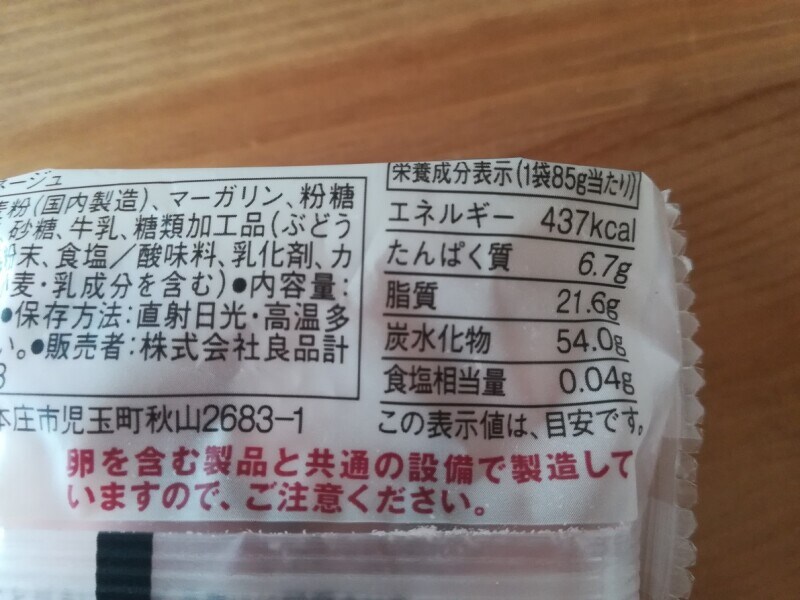 ージュ
麦粉(国内製造)、マーガリン、粉糖
砂糖、牛乳、糖類加工品(ぶどう
粉末、食塩/酸味料、乳化剤、カ
麦・乳成分を含む)●内容量:
●保存方法:直射日光・高温多
い。●販売者:株式会社良品計
3
本庄市児玉町秋山2683-1
栄養成分表示(1袋85g当たり)
エネルギー 437kcal
たんぱく質 6.7g
脂質 21.6g
炭水化物 54.0g
食塩相当量 0.04g
この表示値は、目安です。
卵を含む製品と共通の設備で製造して
いますので、ご注意ください。